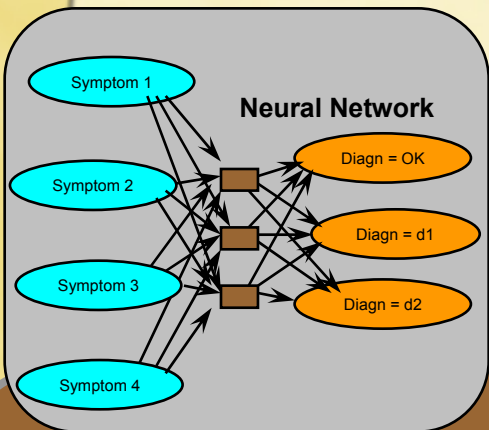 Symptom 1
Neural Network
Diagn = OK
Symptom 2
Diagn = d1
Symptom 3
Diagn = d2
Symptom 4